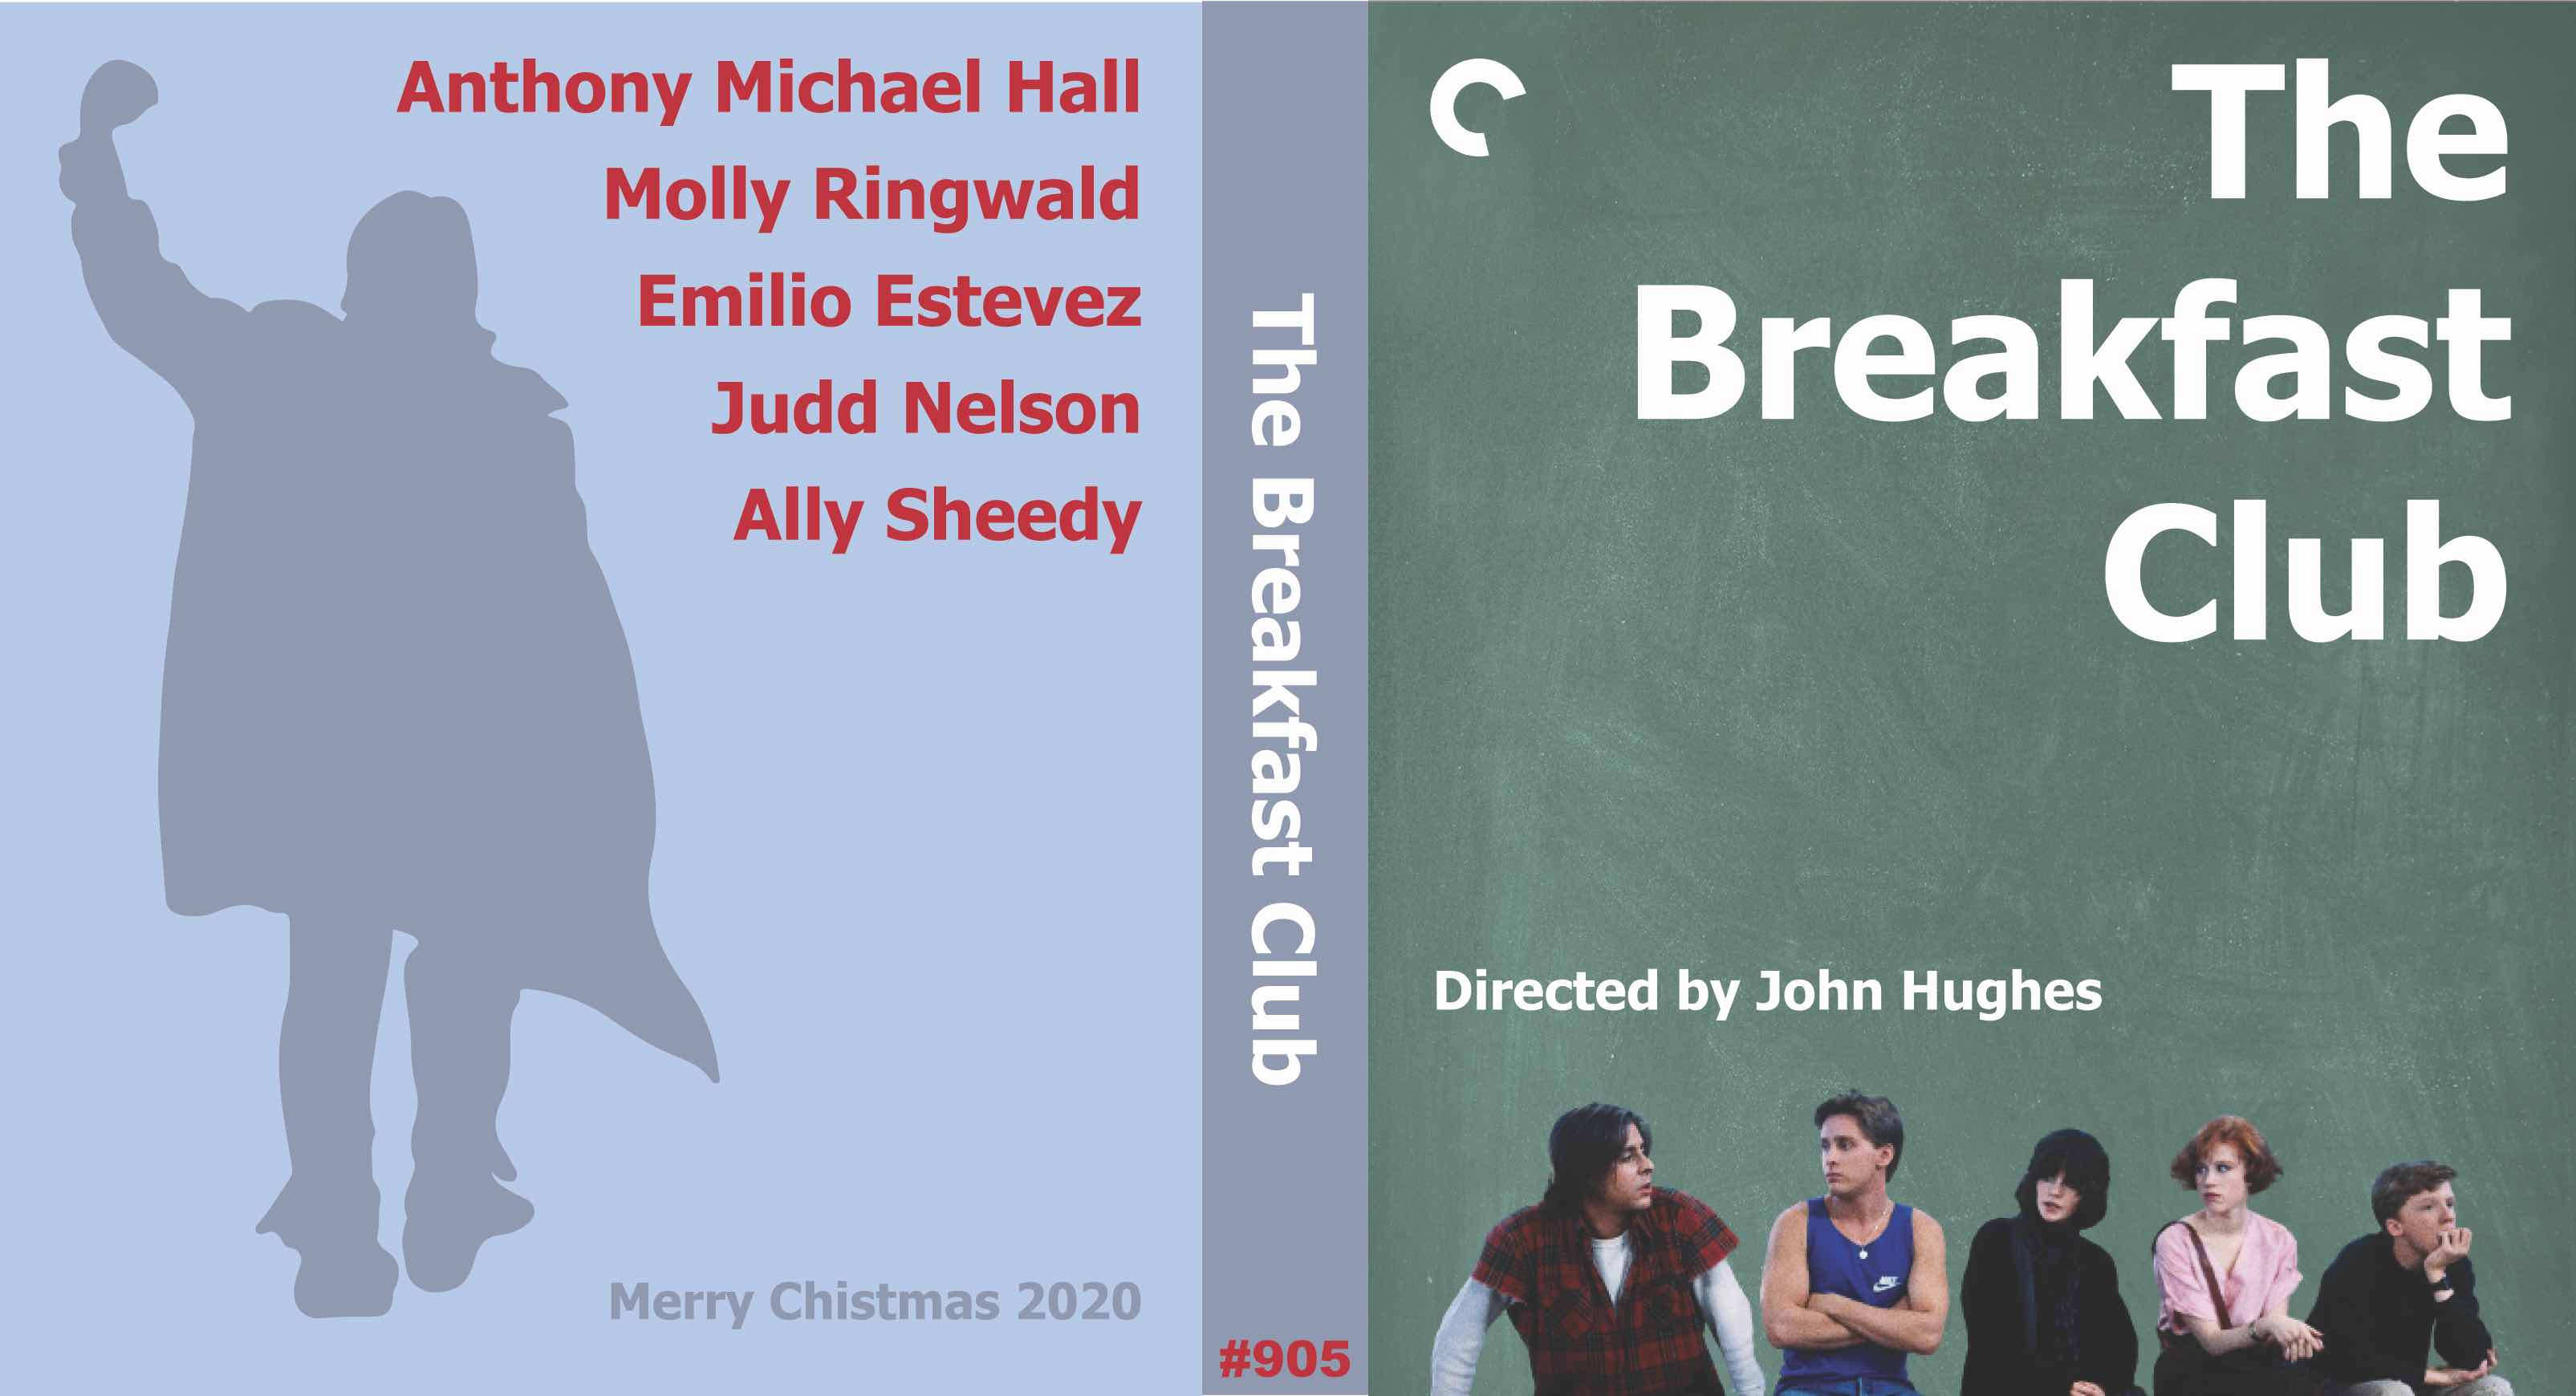 Anthony Michael Hall
Molly Ringwald
Emilio Estevez
Judd Nelson
Ally Sheedy
Merry Chistmas 2020
The Breakfast Club
#905
The
Breakfast
Club
Directed by John Hughes